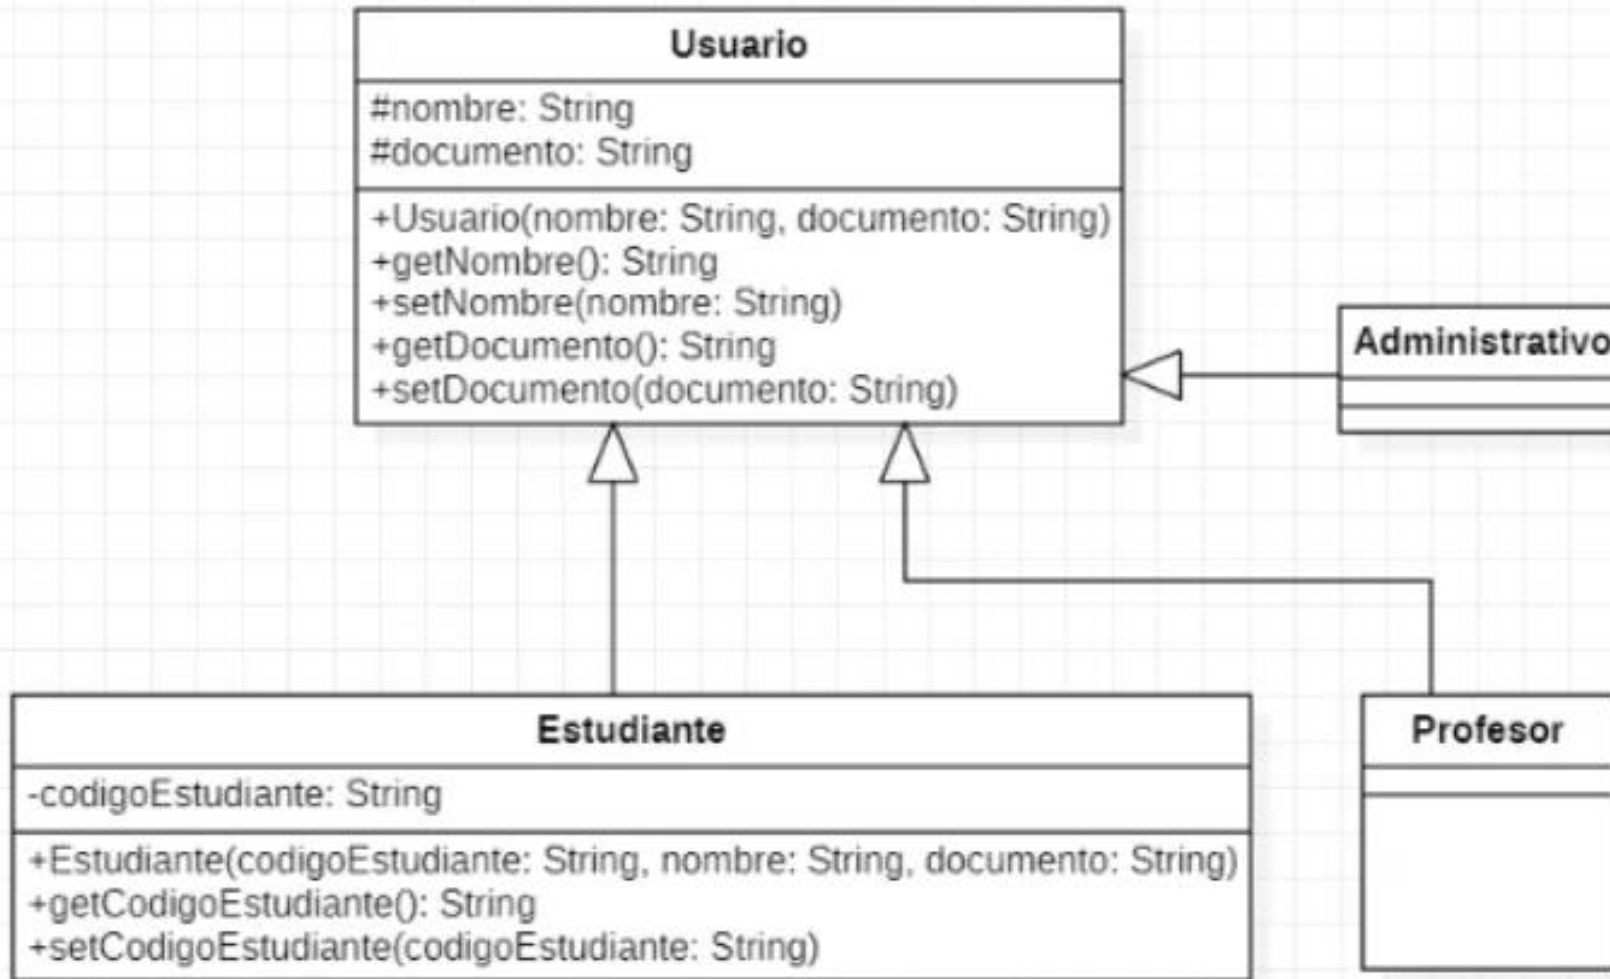 Usuario
#nombre: String
#documento: String
+Usuario(nombre: String, documento: String)
+getNombre(): String
+setNombre(nombre: String)
+getDocumento(): String
+setDocumento(documento: String)
Administrativo
Estudiante
-codigoEstudiante: String
+Estudiante(codigoEstudiante: String, nombre: String, documento: String)
+getCodigoEstudiante(): String
+setCodigoEstudiante(codigoEstudiante: String)
Profesor